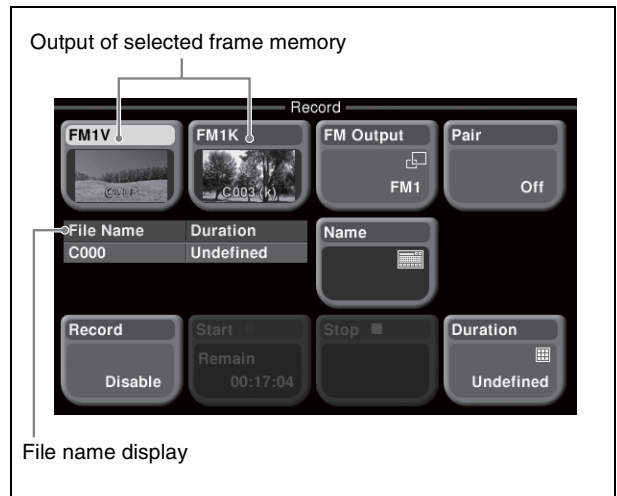 Output of selected frame memory
Record
FM1V
FM1K
FM Output
Pair
C003 (k)
FM1
Off
File Name Duration
Name
C000 Undefined
Record
Start
Stop
Duration
Remain
Disable
00:17:04
Undefined
File name display